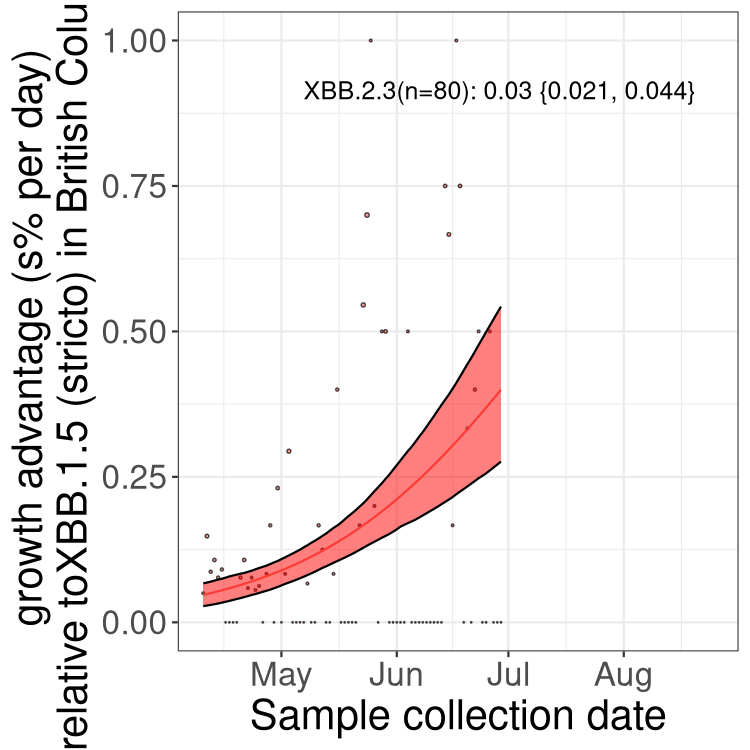 growth advantage (s% per day)
relative toXBB.1.5 (stricto) in British Colu
1.00
0.75
0.50
0.25
0.00
XBB.2.3(n=80): 0.03 {0.021, 0.044}
May Jun Jul Aug
Sample collection date